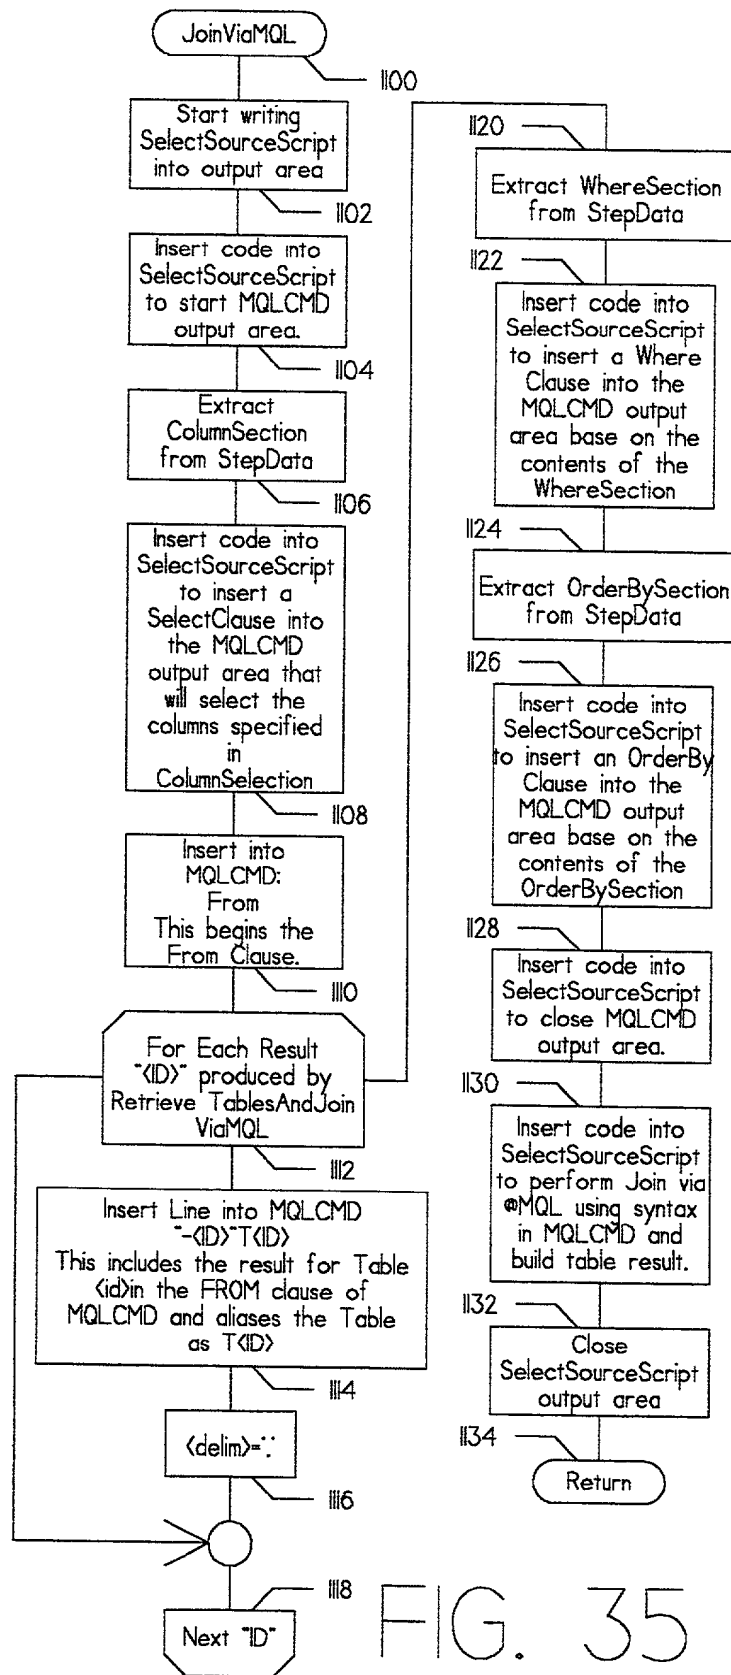 JoinViaMQL
1100
Start writing
SelectSourceScript
into output area
1102
Insert code into
SelectSourceScript
to start MQLCMD
output area.
1104
Extract
ColumnSection
from StepData
1106
Insert code into
SelectSourceScript
to insert a
SelectClause into
the MQLCMD
output area that
will select the
columns specified
in
ColumnSelection
1108
Insert into
MQLCMD:
From
This begins the
From Clause.
1110
For Each Result
"<ID>" produced by
Retrieve TablesAndJoin
ViaMQL
1112
Insert Line into MQLCMD
"-<ID>"T<ID>
This includes the result for Table
<id>in the FROM clause of
MQLCMD and aliases the Table
as T<ID>
1114
<delim>=","
1116
1118
Next "ID"
1120
Extract WhereSection
from StepData
1122
Insert code into
SelectSourceScript
to insert a Where
Clause into the
MQLCMD output
area base on the
contents of the
WhereSection
1124
Extract OrderBySection
from StepData
1126
Insert code into
SelectSourceScript
to insert an OrderBy
Clause into the
MQLCMD output
area base on the
contents of the
OrderBySection
1128
Insert code into
SelectSourceScript
to close MQLCMD
output area.
1130
Insert code into
SelectSourceScript
to perform Join via
@MQL using syntax
in MQLCMD and
build table result.
1132
Close
SelectSourceScript
output area
1134
Return
FIG. 35